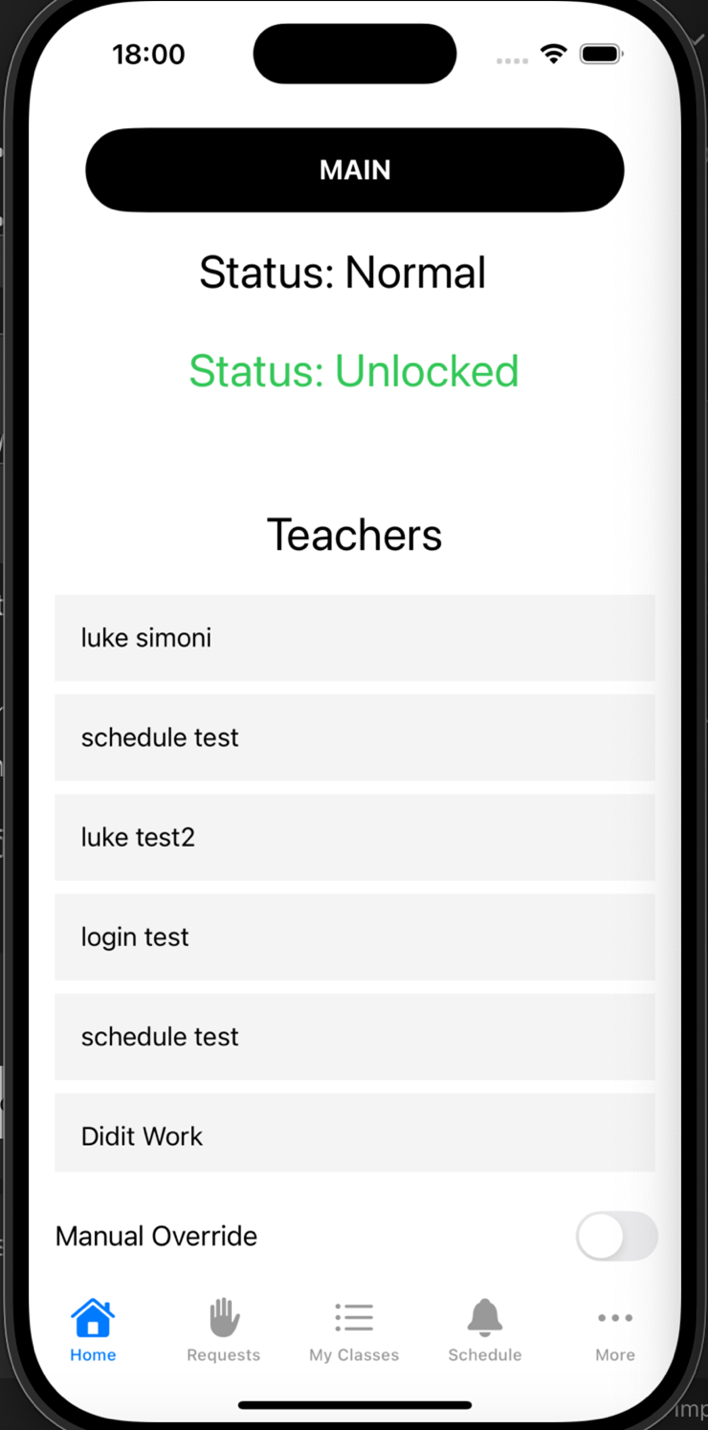 18:00
MAIN
Status: Normal
Status: Unlocked
Teachers
luke simoni
schedule test
luke test2
login test
schedule test
Didit Work
Manual Override
Home
Requests
My Classes
Schedule
More